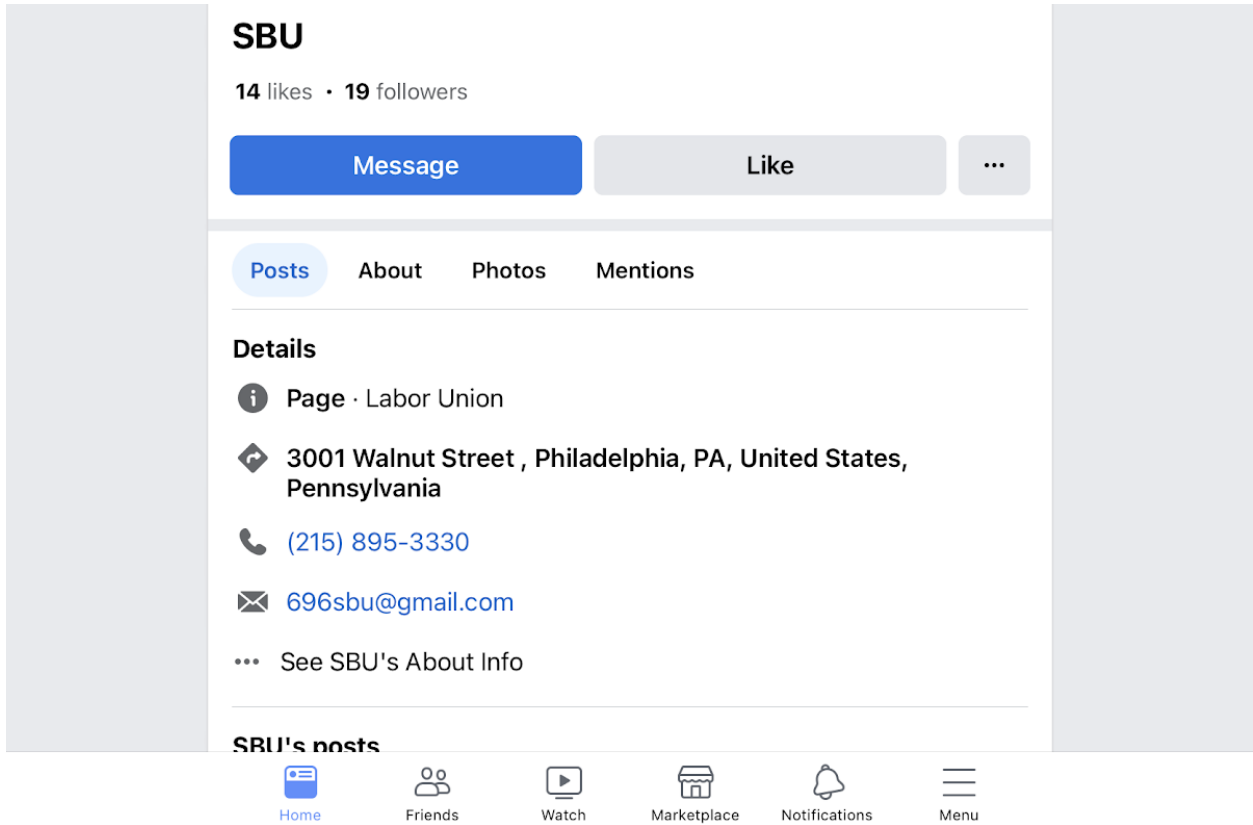 SBU
14 likes • 19 followers
Message
Like
...
Posts About Photos Mentions
Details
Page · Labor Union
3001 Walnut Street , Philadelphia, PA, United States,
Pennsylvania
(215) 895-3330
696sbu@gmail.com
... See SBU's About Info
SBU's posts
Home Friends Watch Marketplace Notifications Menu